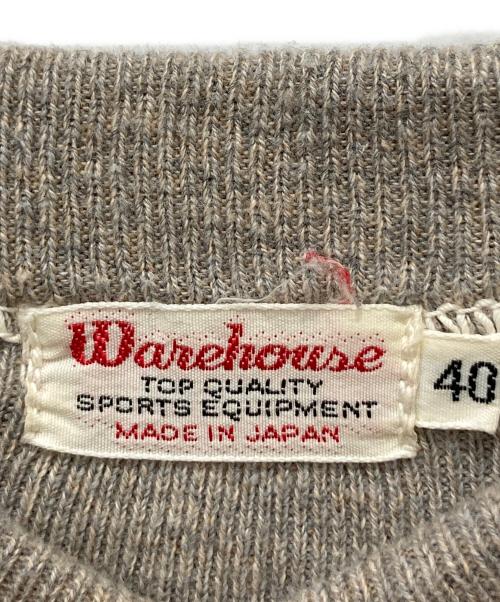 Warehouse
TOP QUALITY
SPORTS EQUIPMENT
MADE IN JAPAN
40